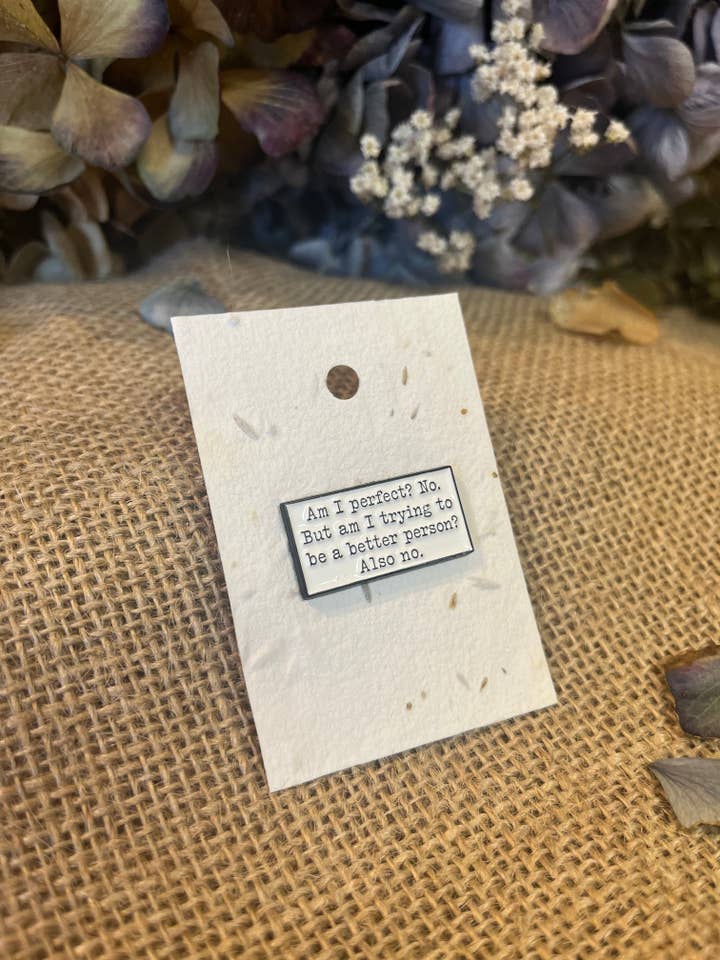 Am I perfect? No.
But am I trying to
be a better person?
Also no.